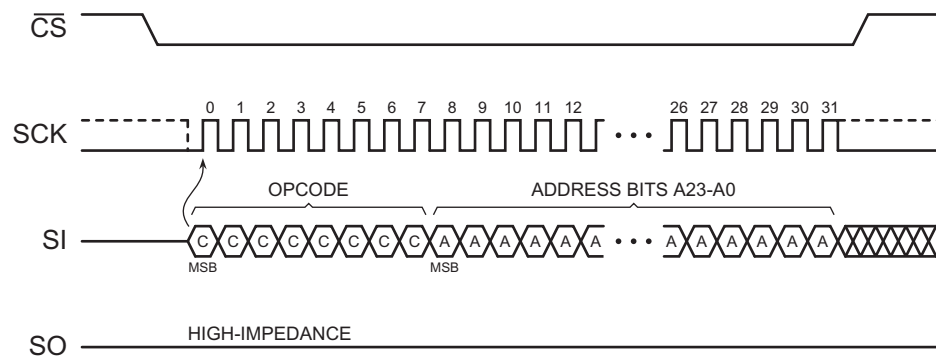 CS
0 1 2 3 4 5 6 7 8 9 10 11 12 26 27 28 29 30 31
SCK
OPCODE ADDRESS BITS A23-A0
SI C C C C C C C C A A A A A A • • • A A A A A A
MSB MSB
HIGH-IMPEDANCE
SO